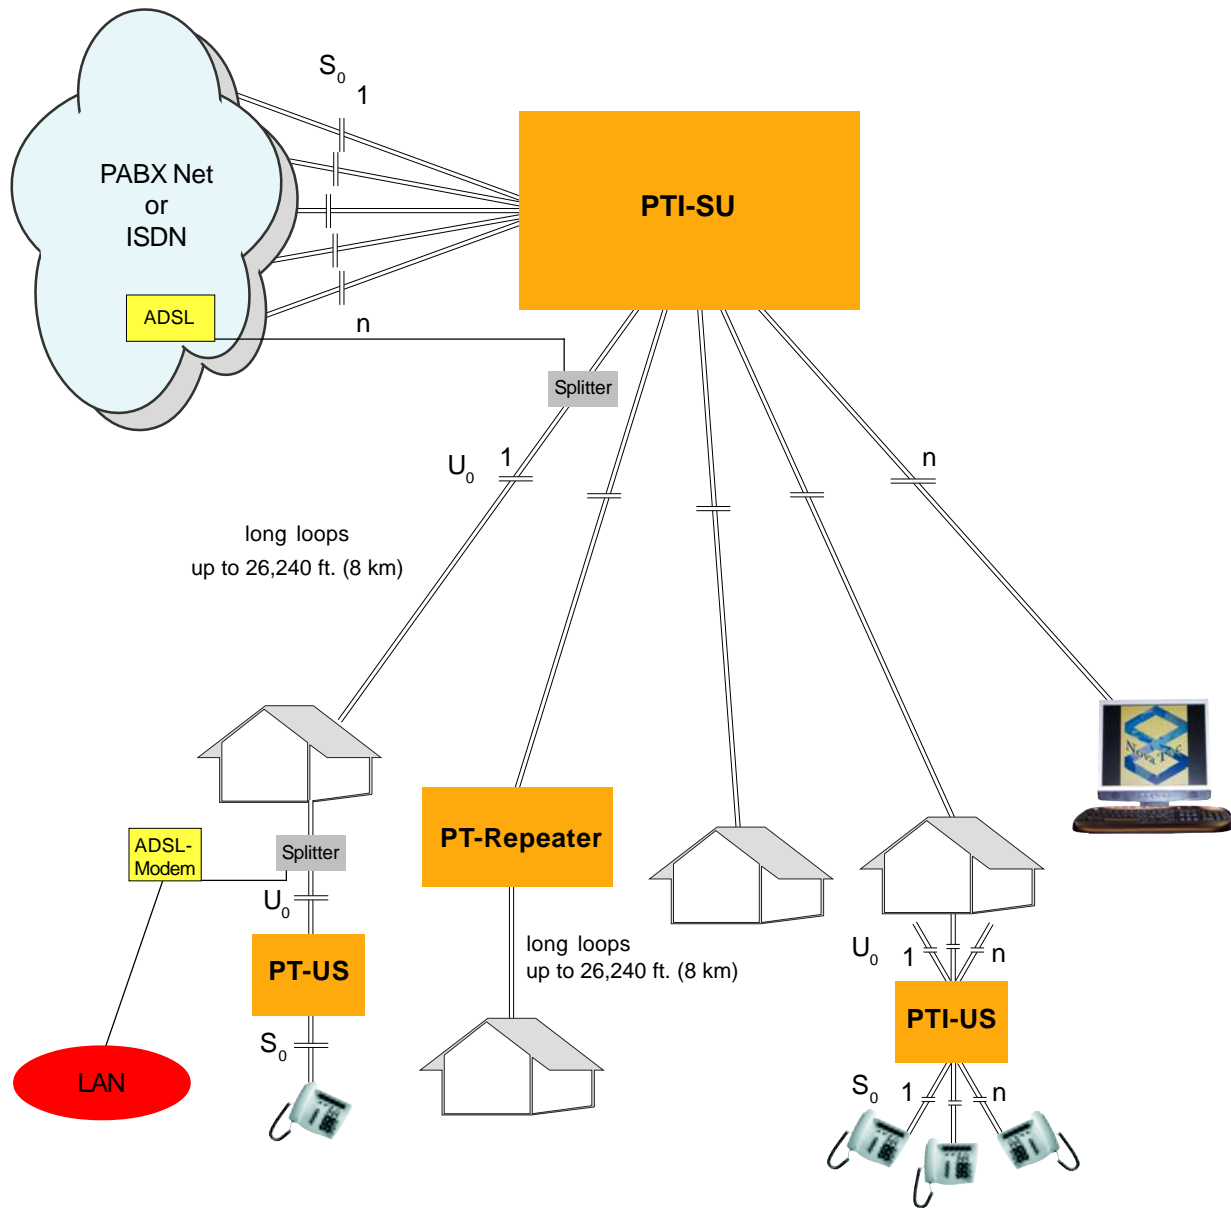 S0
1
PABX Net
or
ISDN
PTI-SU
ADSL
n
Splitter
U0
1
n
long loops
up to 26,240 ft. (8 km)
Nova Tec
ADSL-
Modem
Splitter
PT-Repeater
U0
PT-US
long loops
up to 26,240 ft. (8 km)
U0
1
n
PTI-US
S0
LAN
S0
1
n